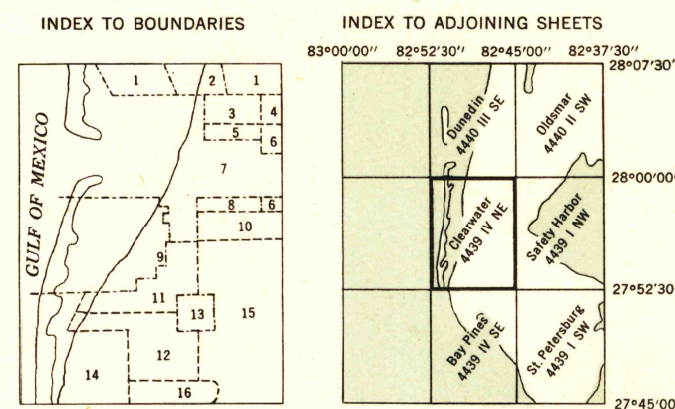 INDEX TO BOUNDARIES
GULF OF MEXICO
1
2
1
3
4
5
6
7
8
6
10
9
11
13
15
12
14
16
INDEX TO ADJOINING SHEETS
83°00'00" 82°52'30" 82°45'00" 82°37'30"
28°07'30"
Dunedin
4440 III SE
Oldsmar
4440 II SW
28°00'00"
Clearwater
4439 IV NE
Safety Harbor
4439 I NW
27°52'30"
Bay Pines
4439 IV SE
St. Petersburg
4439 I SW
27°45'00